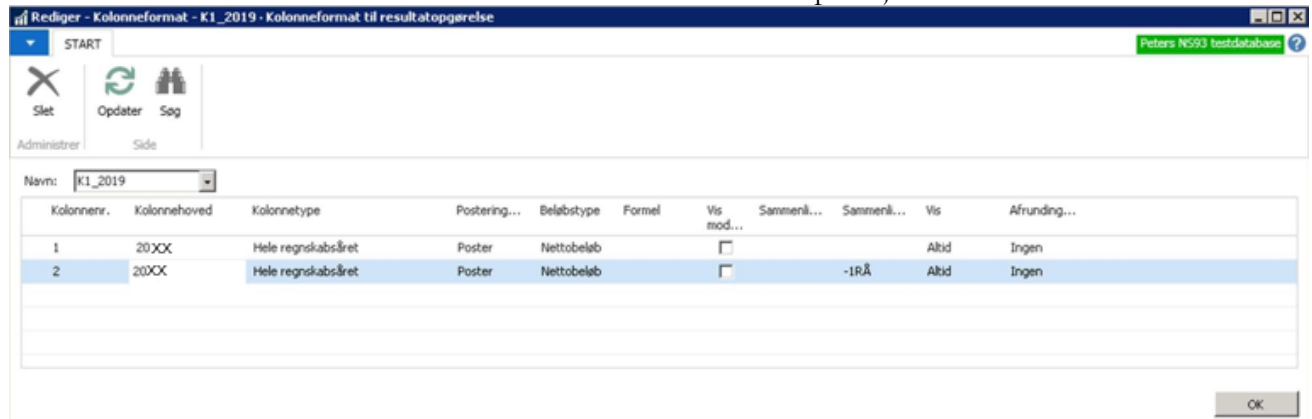 Rediger - Kolonneformat - K1_2019 · Kolonneformat til resultatopgørelse
START
Peters NS93 testdatabase
Slet
Opdater
Søg
Administrer
Side
Navn: K1_2019
Kolonnenr. Kolonnehoved Kolonnetype Postering... Beløbstype Formel Vis mod... Sammenli... Sammenli... Vis Afrunding...
1 20XX Hele regnskabsåret Poster Nettobeløb Altid Ingen
2 20XX Hele regnskabsåret Poster Nettobeløb -1RÅ Altid Ingen
OK